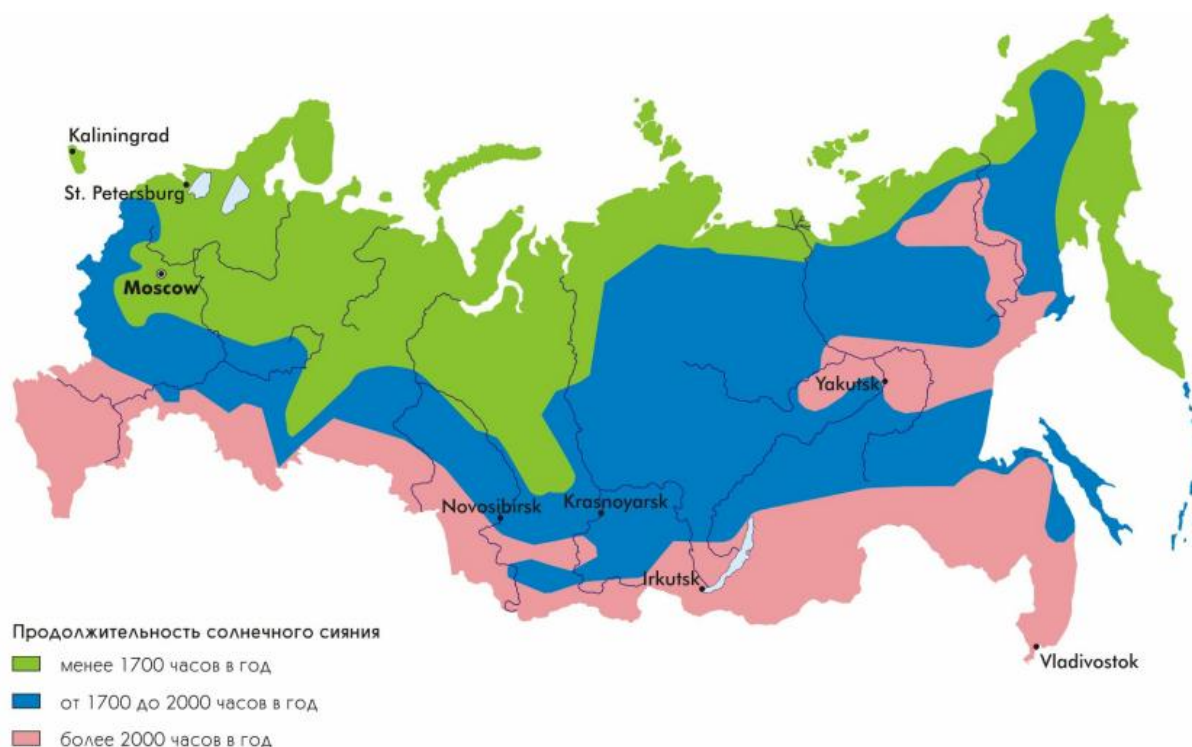 Kaliningrad
St. Petersburg
Moscow
Yakutsk
Novosibirsk
Krasnoyarsk
Irkutsk
Vladivostok
Продолжительность солнечного сияния
менее 1700 часов в год
от 1700 до 2000 часов в год
более 2000 часов в год